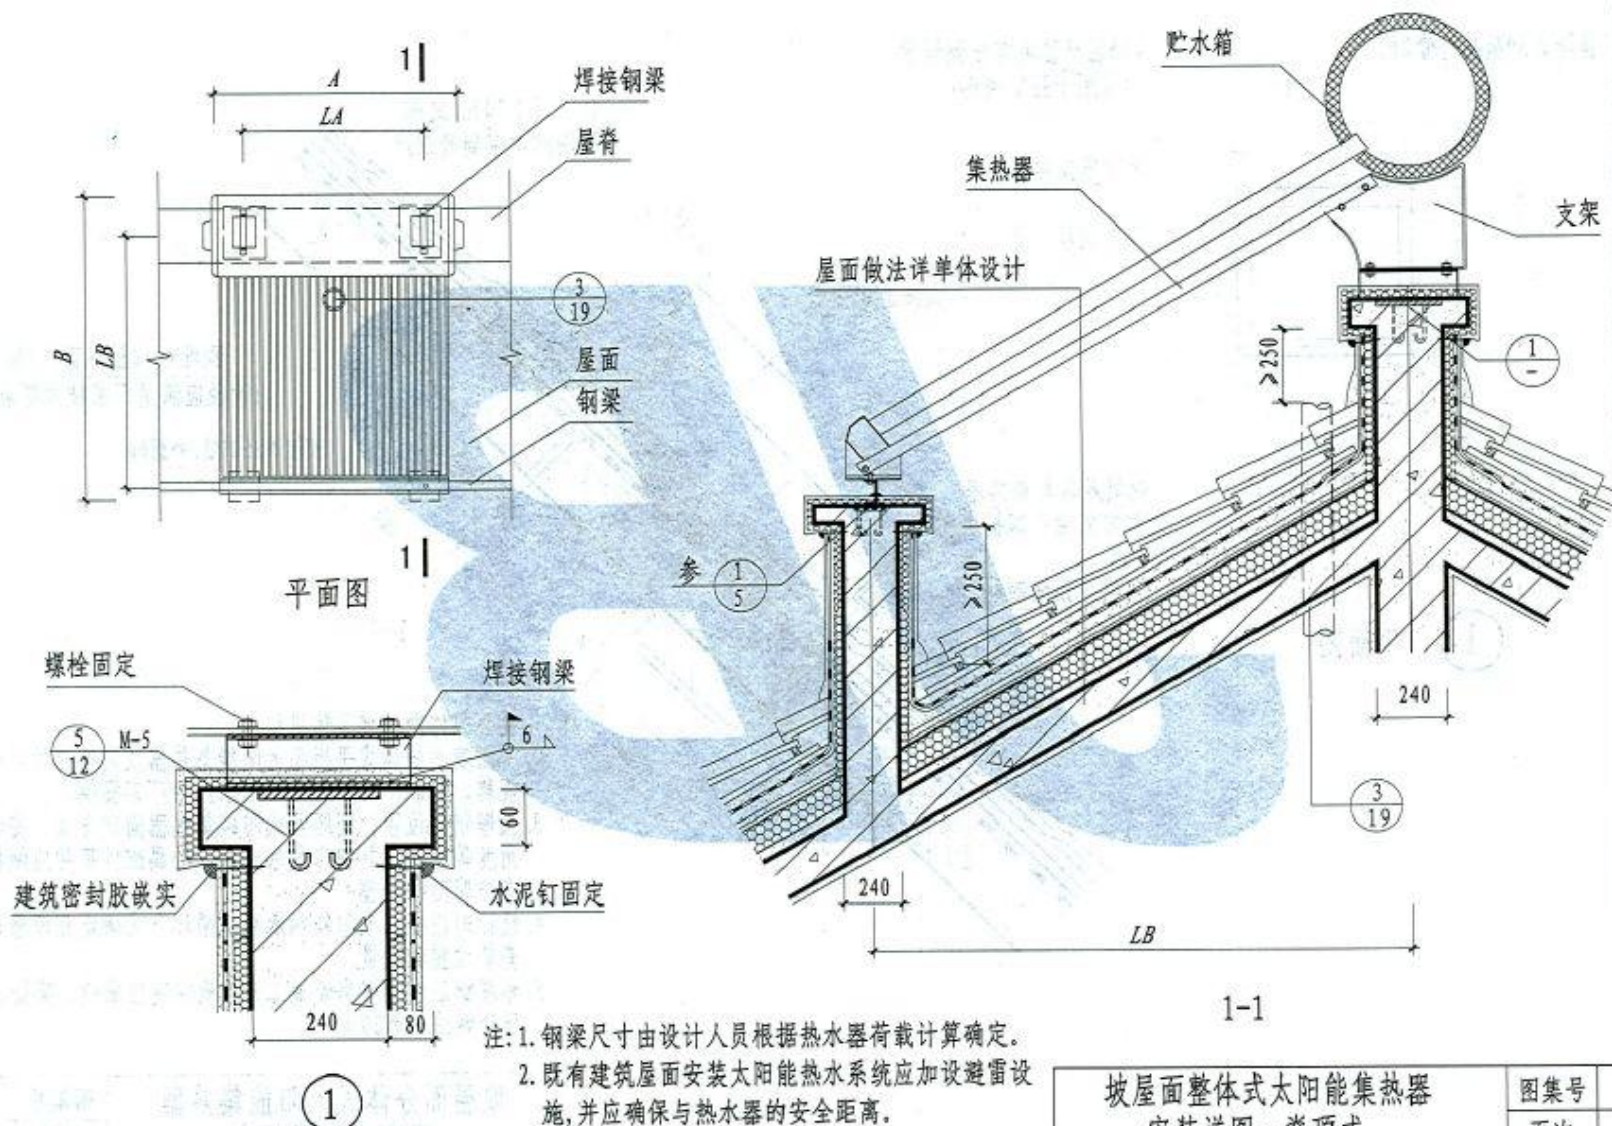 1
A
LA
焊接钢梁
屋脊
3
19
B
LB
屋面
钢梁
1
平面图
贮水箱
集热器
支架
屋面做法详单体设计
≥250
1
-
参
1
5
≥250
240
3
19
240
LB
1-1
螺栓固定
焊接钢梁
5
12
M-5
6
60
建筑密封胶嵌实
水泥钉固定
240
80
1
注:1.钢梁尺寸由设计人员根据热水器荷载计算确定。
2.既有建筑屋面安装太阳能热水系统应加设避雷设
施,并应确保与热水器的安全距离。
坡屋面整体式太阳能集热器
图集号